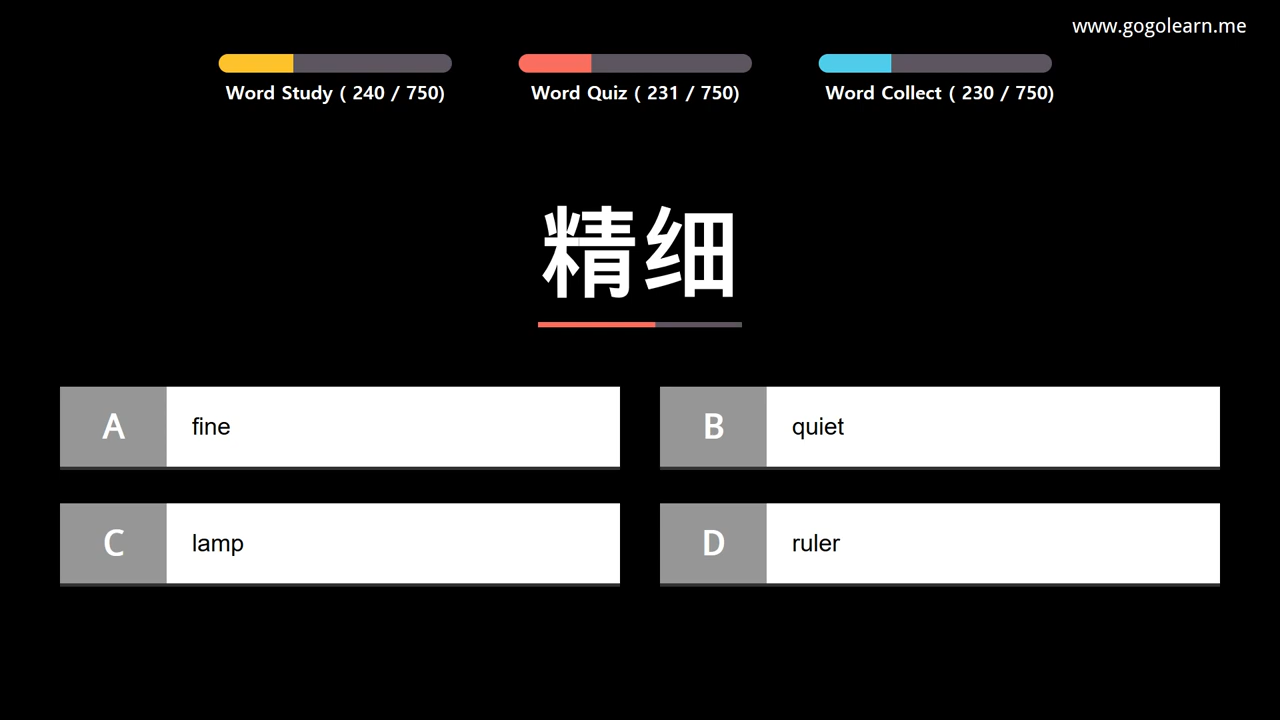 www.gogolearn.me
Word Study ( 240 / 750)
Word Quiz ( 231 / 750)
Word Collect ( 230 / 750)
精细
A fine
B quiet
C lamp
D ruler